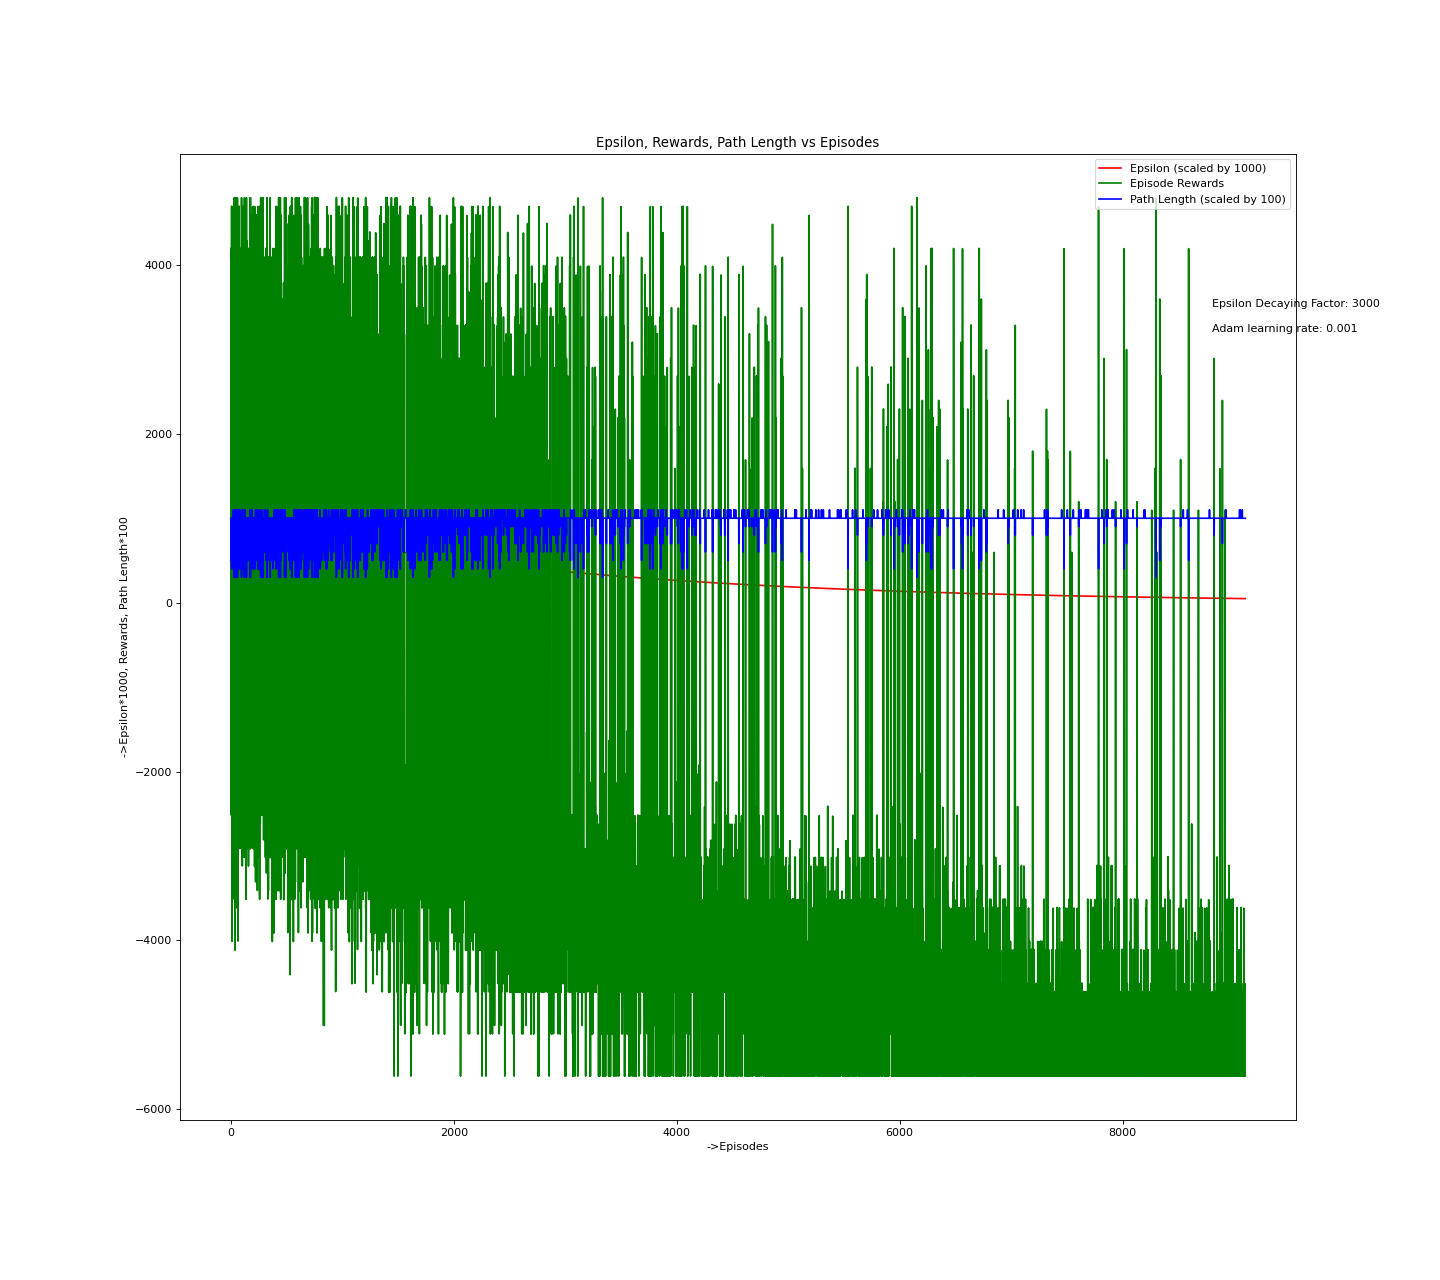 Epsilon, Rewards, Path Length vs Episodes
Epsilon (scaled by 1000)
Episode Rewards
Path Length (scaled by 100)
Epsilon Decaying Factor: 3000
Adam learning rate: 0.001
->Epsilon*1000, Rewards, Path Length*100
4000
2000
0
−2000
−4000
−6000
0
2000
4000
6000
8000
->Episodes